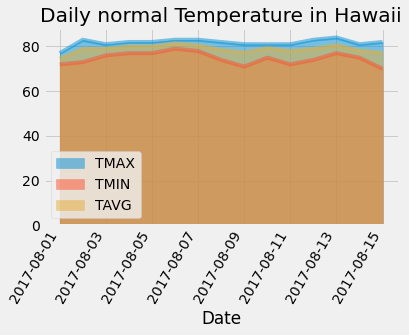 Daily normal Temperature in Hawaii
80
60
40
20
0
TMAX
TMIN
TAVG
2017-08-01
2017-08-03
2017-08-05
2017-08-07
2017-08-09
2017-08-11
2017-08-13
2017-08-15
Date